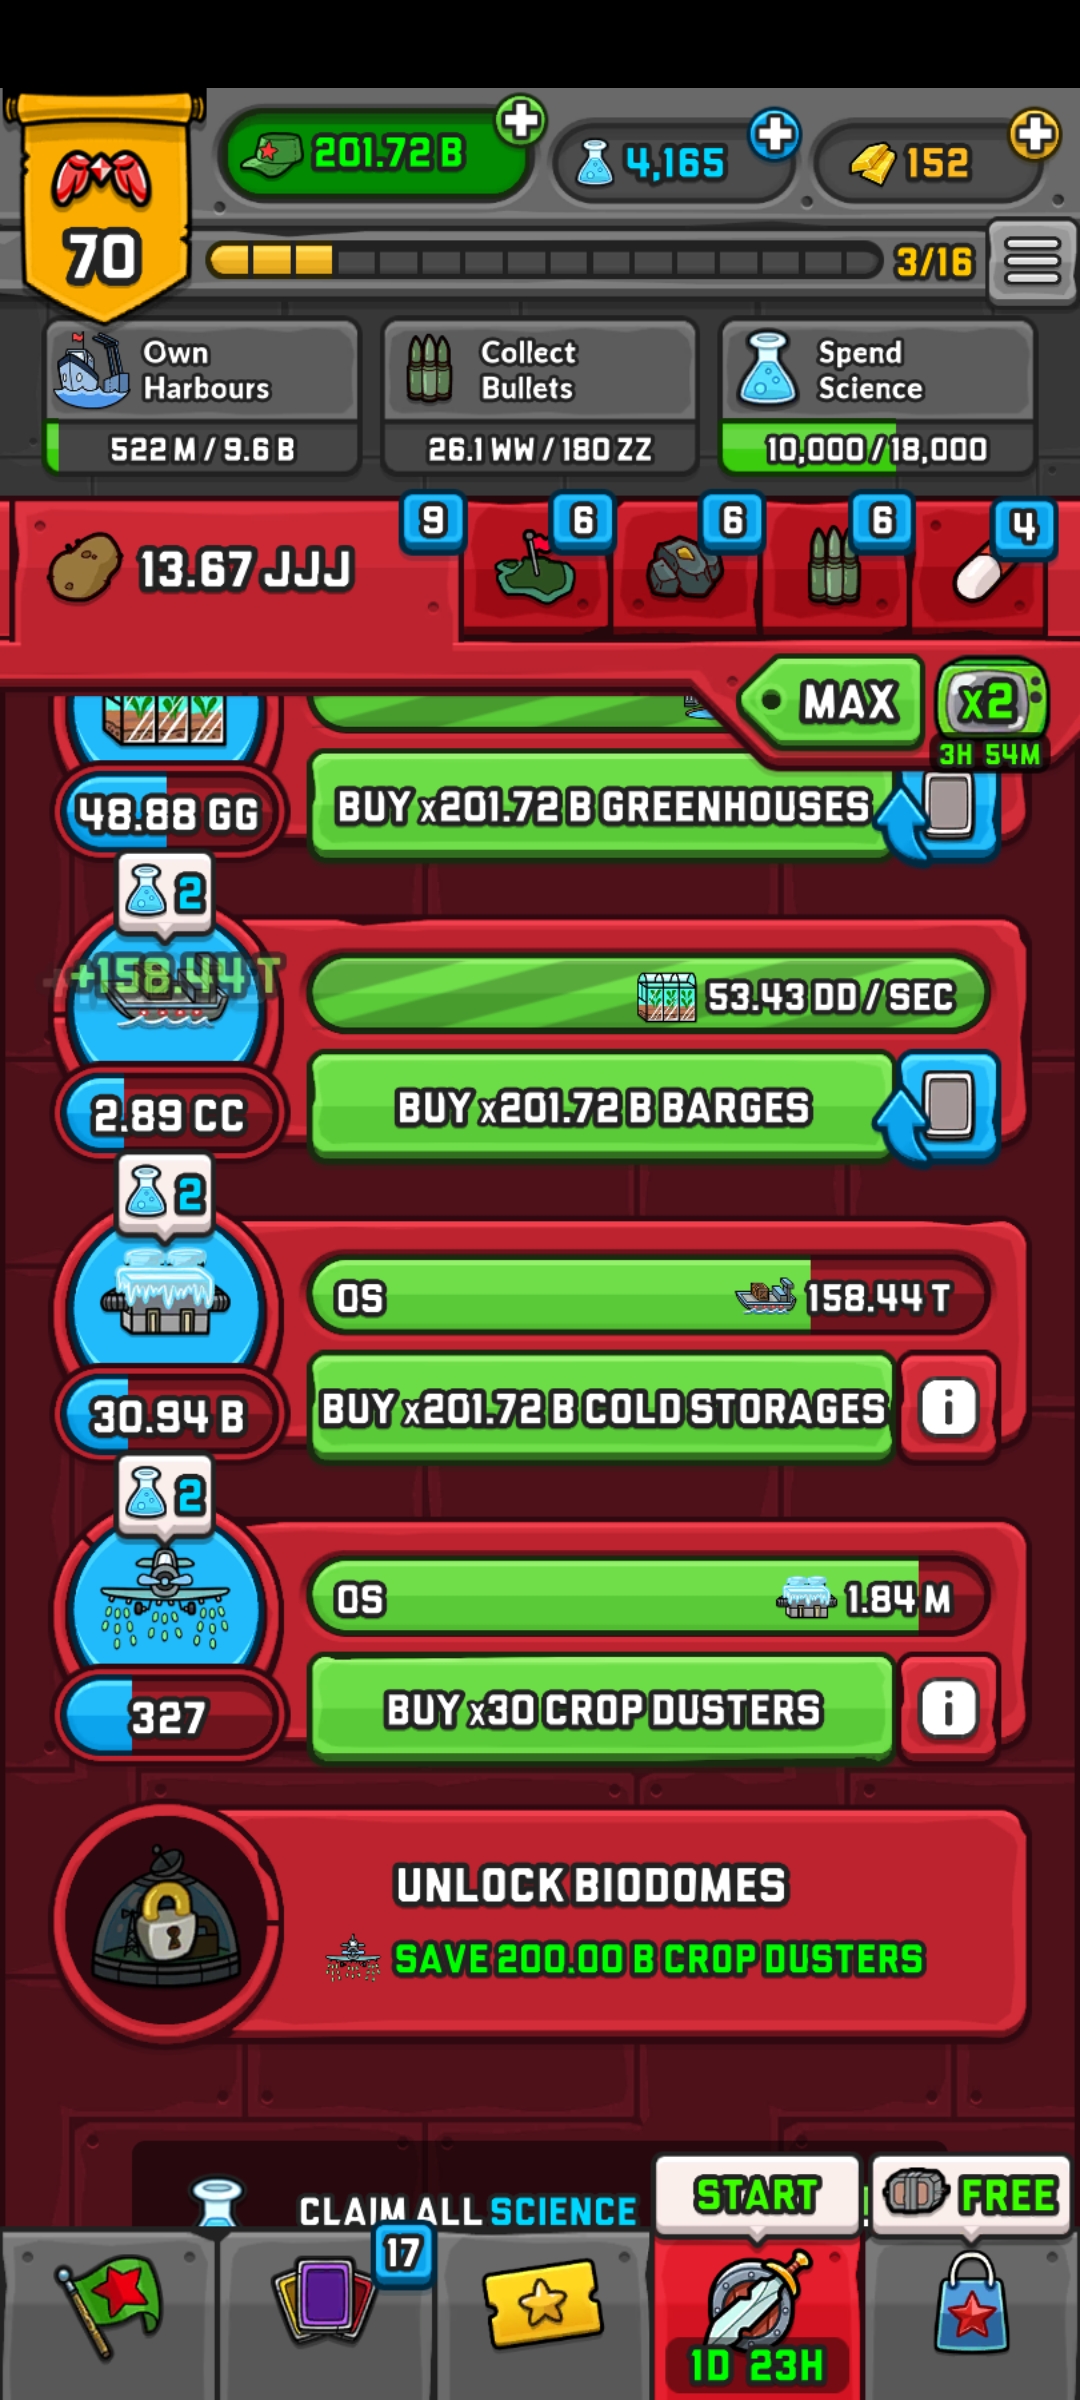 201.72 B
4,165
152
70
3/16
Own
Harbours
522 M / 9.6 B
Collect
Bullets
26.1 WW / 180 ZZ
Spend
Science
10,000 / 18,000
13.67 JJJ
9
6
6
6
4
MAX
x2
3H 54M
48.88 GG
BUY x201.72 B GREENHOUSES
2
+158.44 T
53.43 DD / SEC
2.89 CC
BUY x201.72 B BARGES
2
0S
158.44 T
30.94 B
BUY x201.72 B COLD STORAGES
i
2
0S
1.84 M
327
BUY x30 CROP DUSTERS
i
UNLOCK BIODOMES
SAVE 200.00 B CROP DUSTERS
CLAIM ALL SCIENCE
START
FREE
17
1D 23H